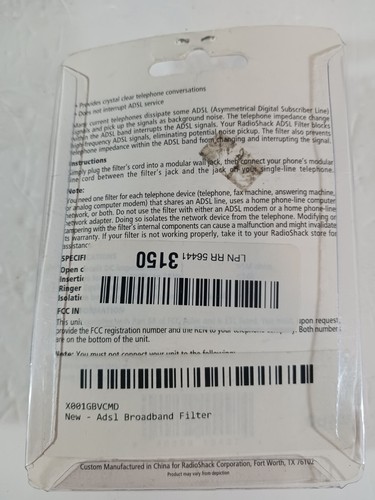 • Provides crystal clear telephone conversations
• Does not interrupt ADSL service
Many current telephones dissipate some ADSL (Asymmetrical Digital Subscriber Line)
signals and pick up the signals as background noise. The telephone impedance change
within the ADSL band interrupts the ADSL signals. Your RadioShack ADSL Filter blocks
high-frequency ADSL signals, eliminating potential noise pickup. The filter also prevents
telephone impedance within the ADSL band from changing and interrupting the signal.
Instructions
Simply plug the filter's cord into a modular wall jack, then connect your phone's modular
line cord between the filter's jack and the jack on your single-line telephone.
Note:
You need one filter for each telephone device (telephone, fax machine, answering machine,
or analog computer modem) that shares an ADSL line, uses a home phone-line computer
network, or both. Do not use the filter with either an ADSL modem or a home phone-line
network adapter. Doing so isolates the network device from the telephone. Modifying or
tampering with the filter's internal components can cause a malfunction and might invalidate
its warranty. If your filter is not working properly, take it to your RadioShack store for
assistance.
SPECIFI
LPN RR 56441 3150
Open c
Inserti
Ringer
Isolati
FCC IN
This unit upon request,
provide the FCC registration number and the REN to your Both numbers
are on the bottom of the unit.
Note: You must not connect your unit to the following:
X001GBVCMD
New - Adsl Broadband Filter
Custom Manufactured in China for RadioShack Corporation, Fort Worth, TX 76102
Product may vary from depiction